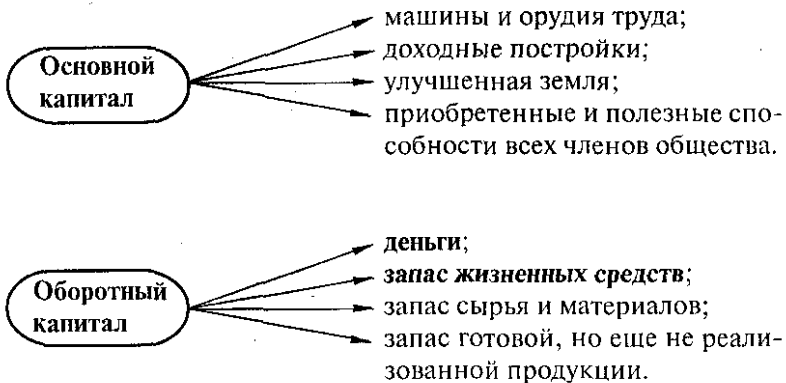 Основной
капитал
машины и орудия труда;
доходные постройки;
улучшенная земля;
приобретенные и полезные спо-
собности всех членов общества.
Оборотный
капитал
деньги;
запас жизненных средств;
запас сырья и материалов;
запас готовой, но еще не реали-
зованной продукции.